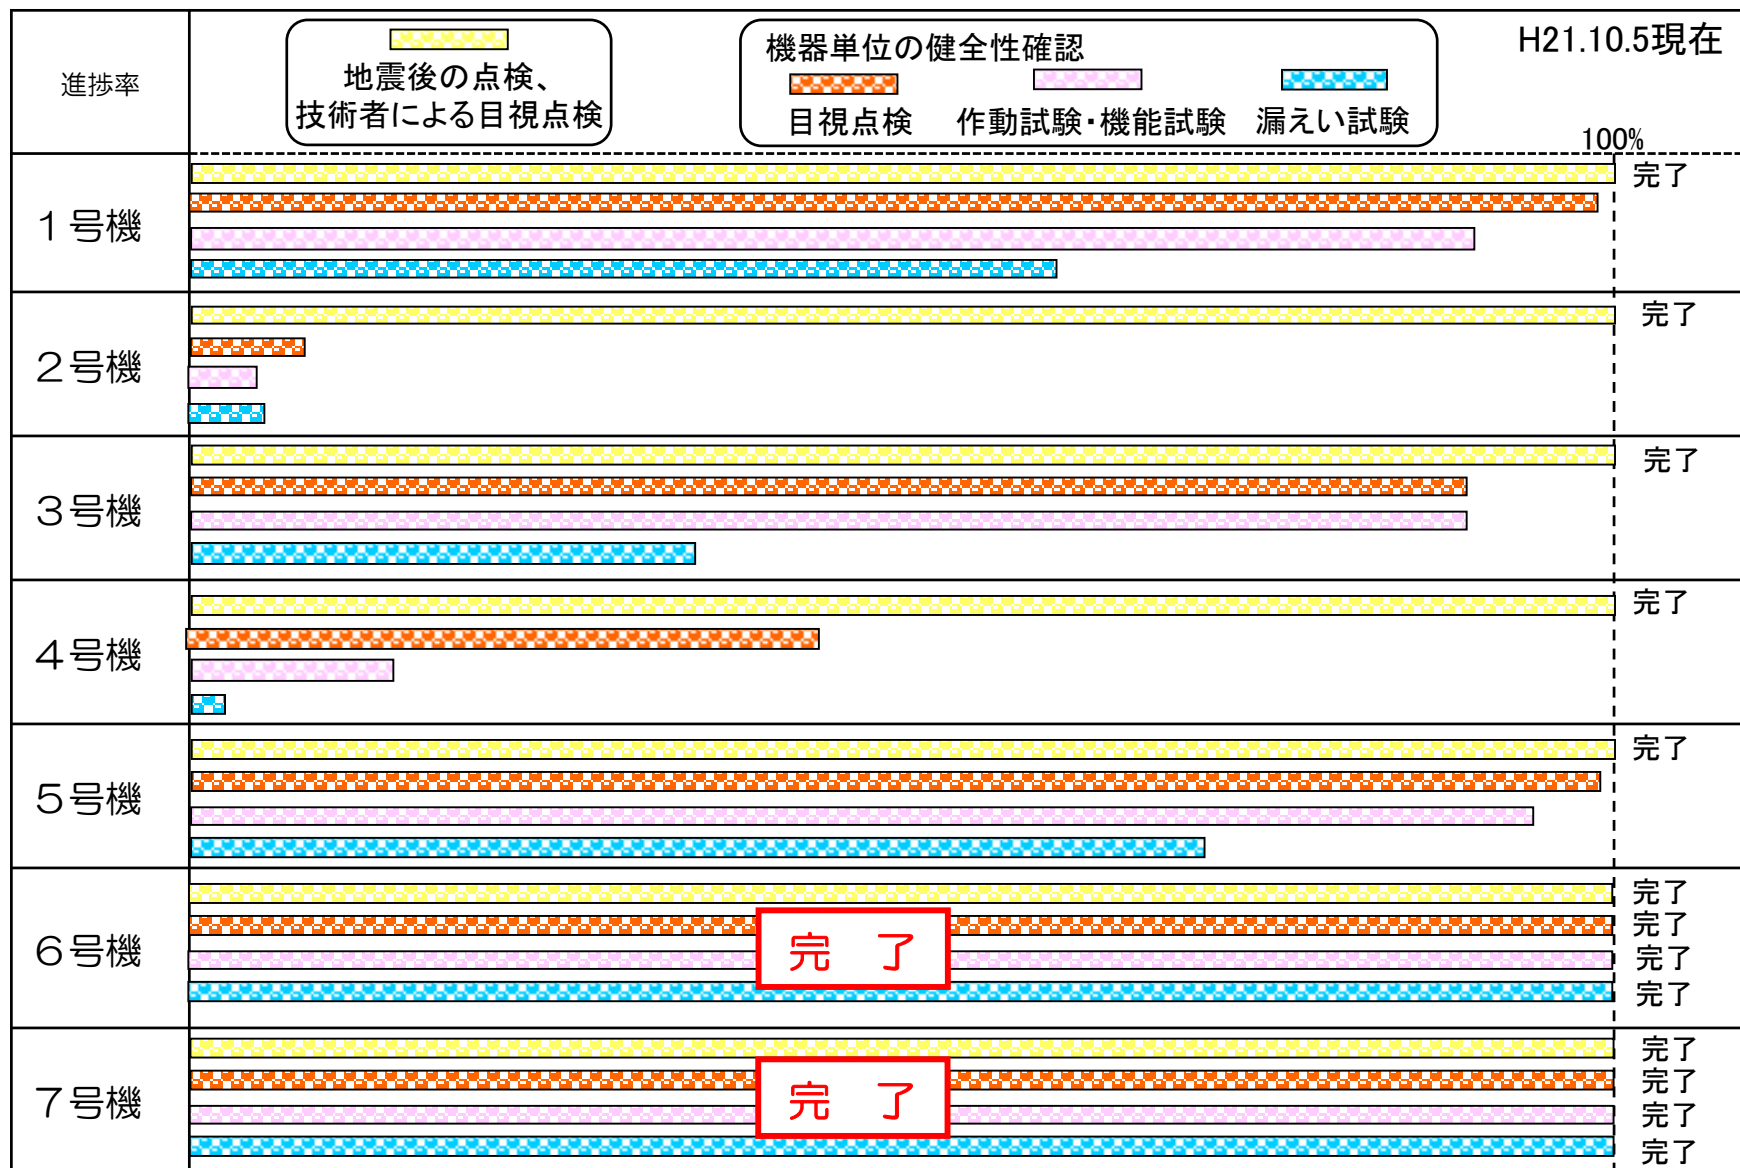 進捗率
地震後の点検、
技術者による目視点検
機器単位の健全性確認
目視点検 作動試験・機能試験 漏えい試験
H21.10.5現在
100%
１号機
完了
２号機
完了
３号機
完了
４号機
完了
５号機
完了
６号機
完 了
完了
完了
完了
完了
７号機
完 了
完了
完了
完了
完了